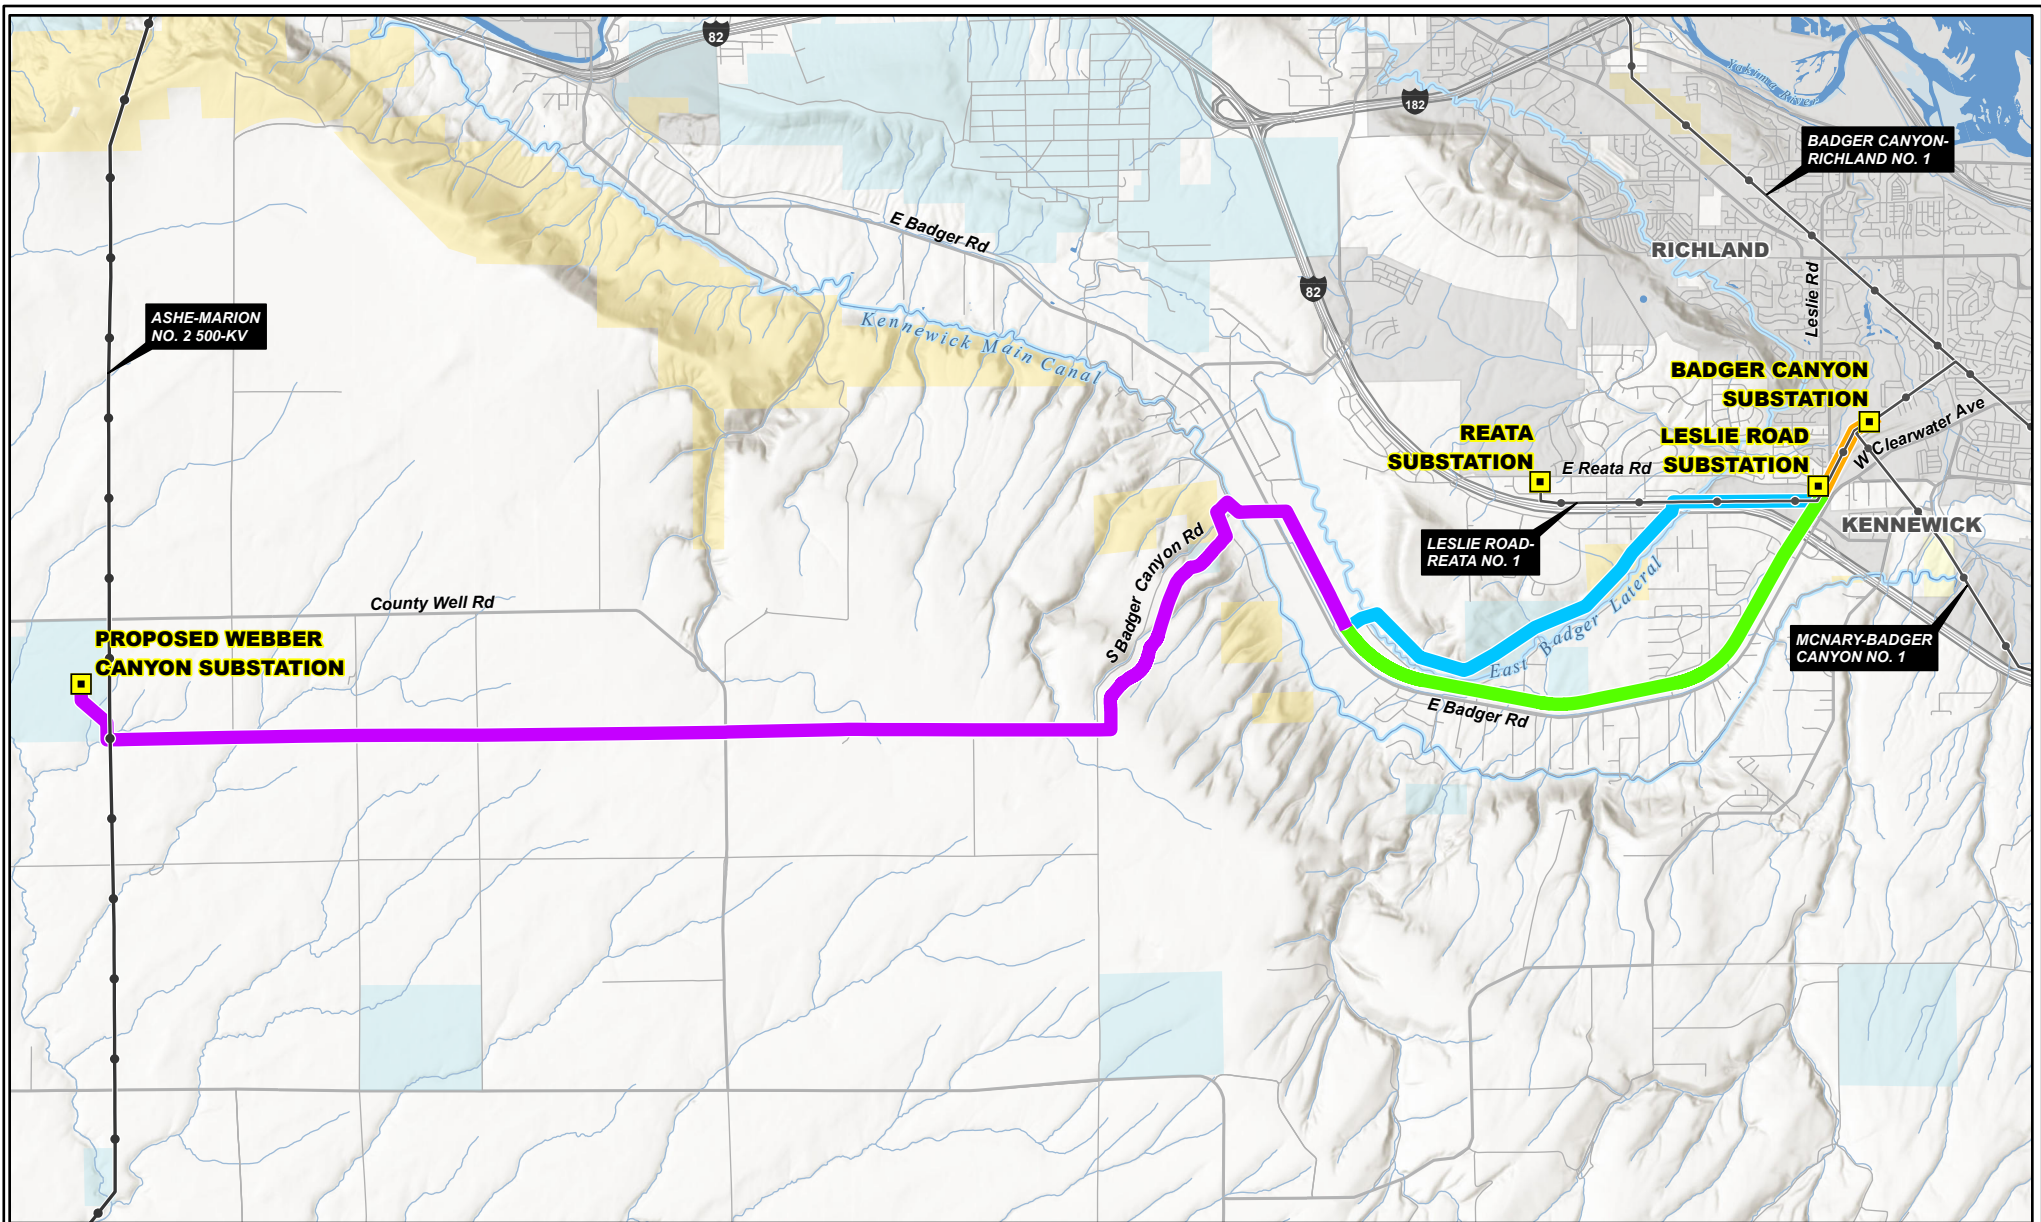 82
182
Yakima River
BADGER CANYON-
RICHLAND NO. 1
E Badger Rd
RICHLAND
82
Leslie Rd
ASHE-MARION
NO. 2 500-KV
Kennewick Main Canal
BADGER CANYON
SUBSTATION
REATA
SUBSTATION
LESLIE ROAD
SUBSTATION
E Reata Rd
W Clearwater Ave
KENNEWICK
LESLIE ROAD-
REATA NO. 1
S Badger Canyon Rd
East Badger Lateral
County Well Rd
PROPOSED WEBBER
CANYON SUBSTATION
MCNARY-BADGER
CANYON NO. 1
E Badger Rd